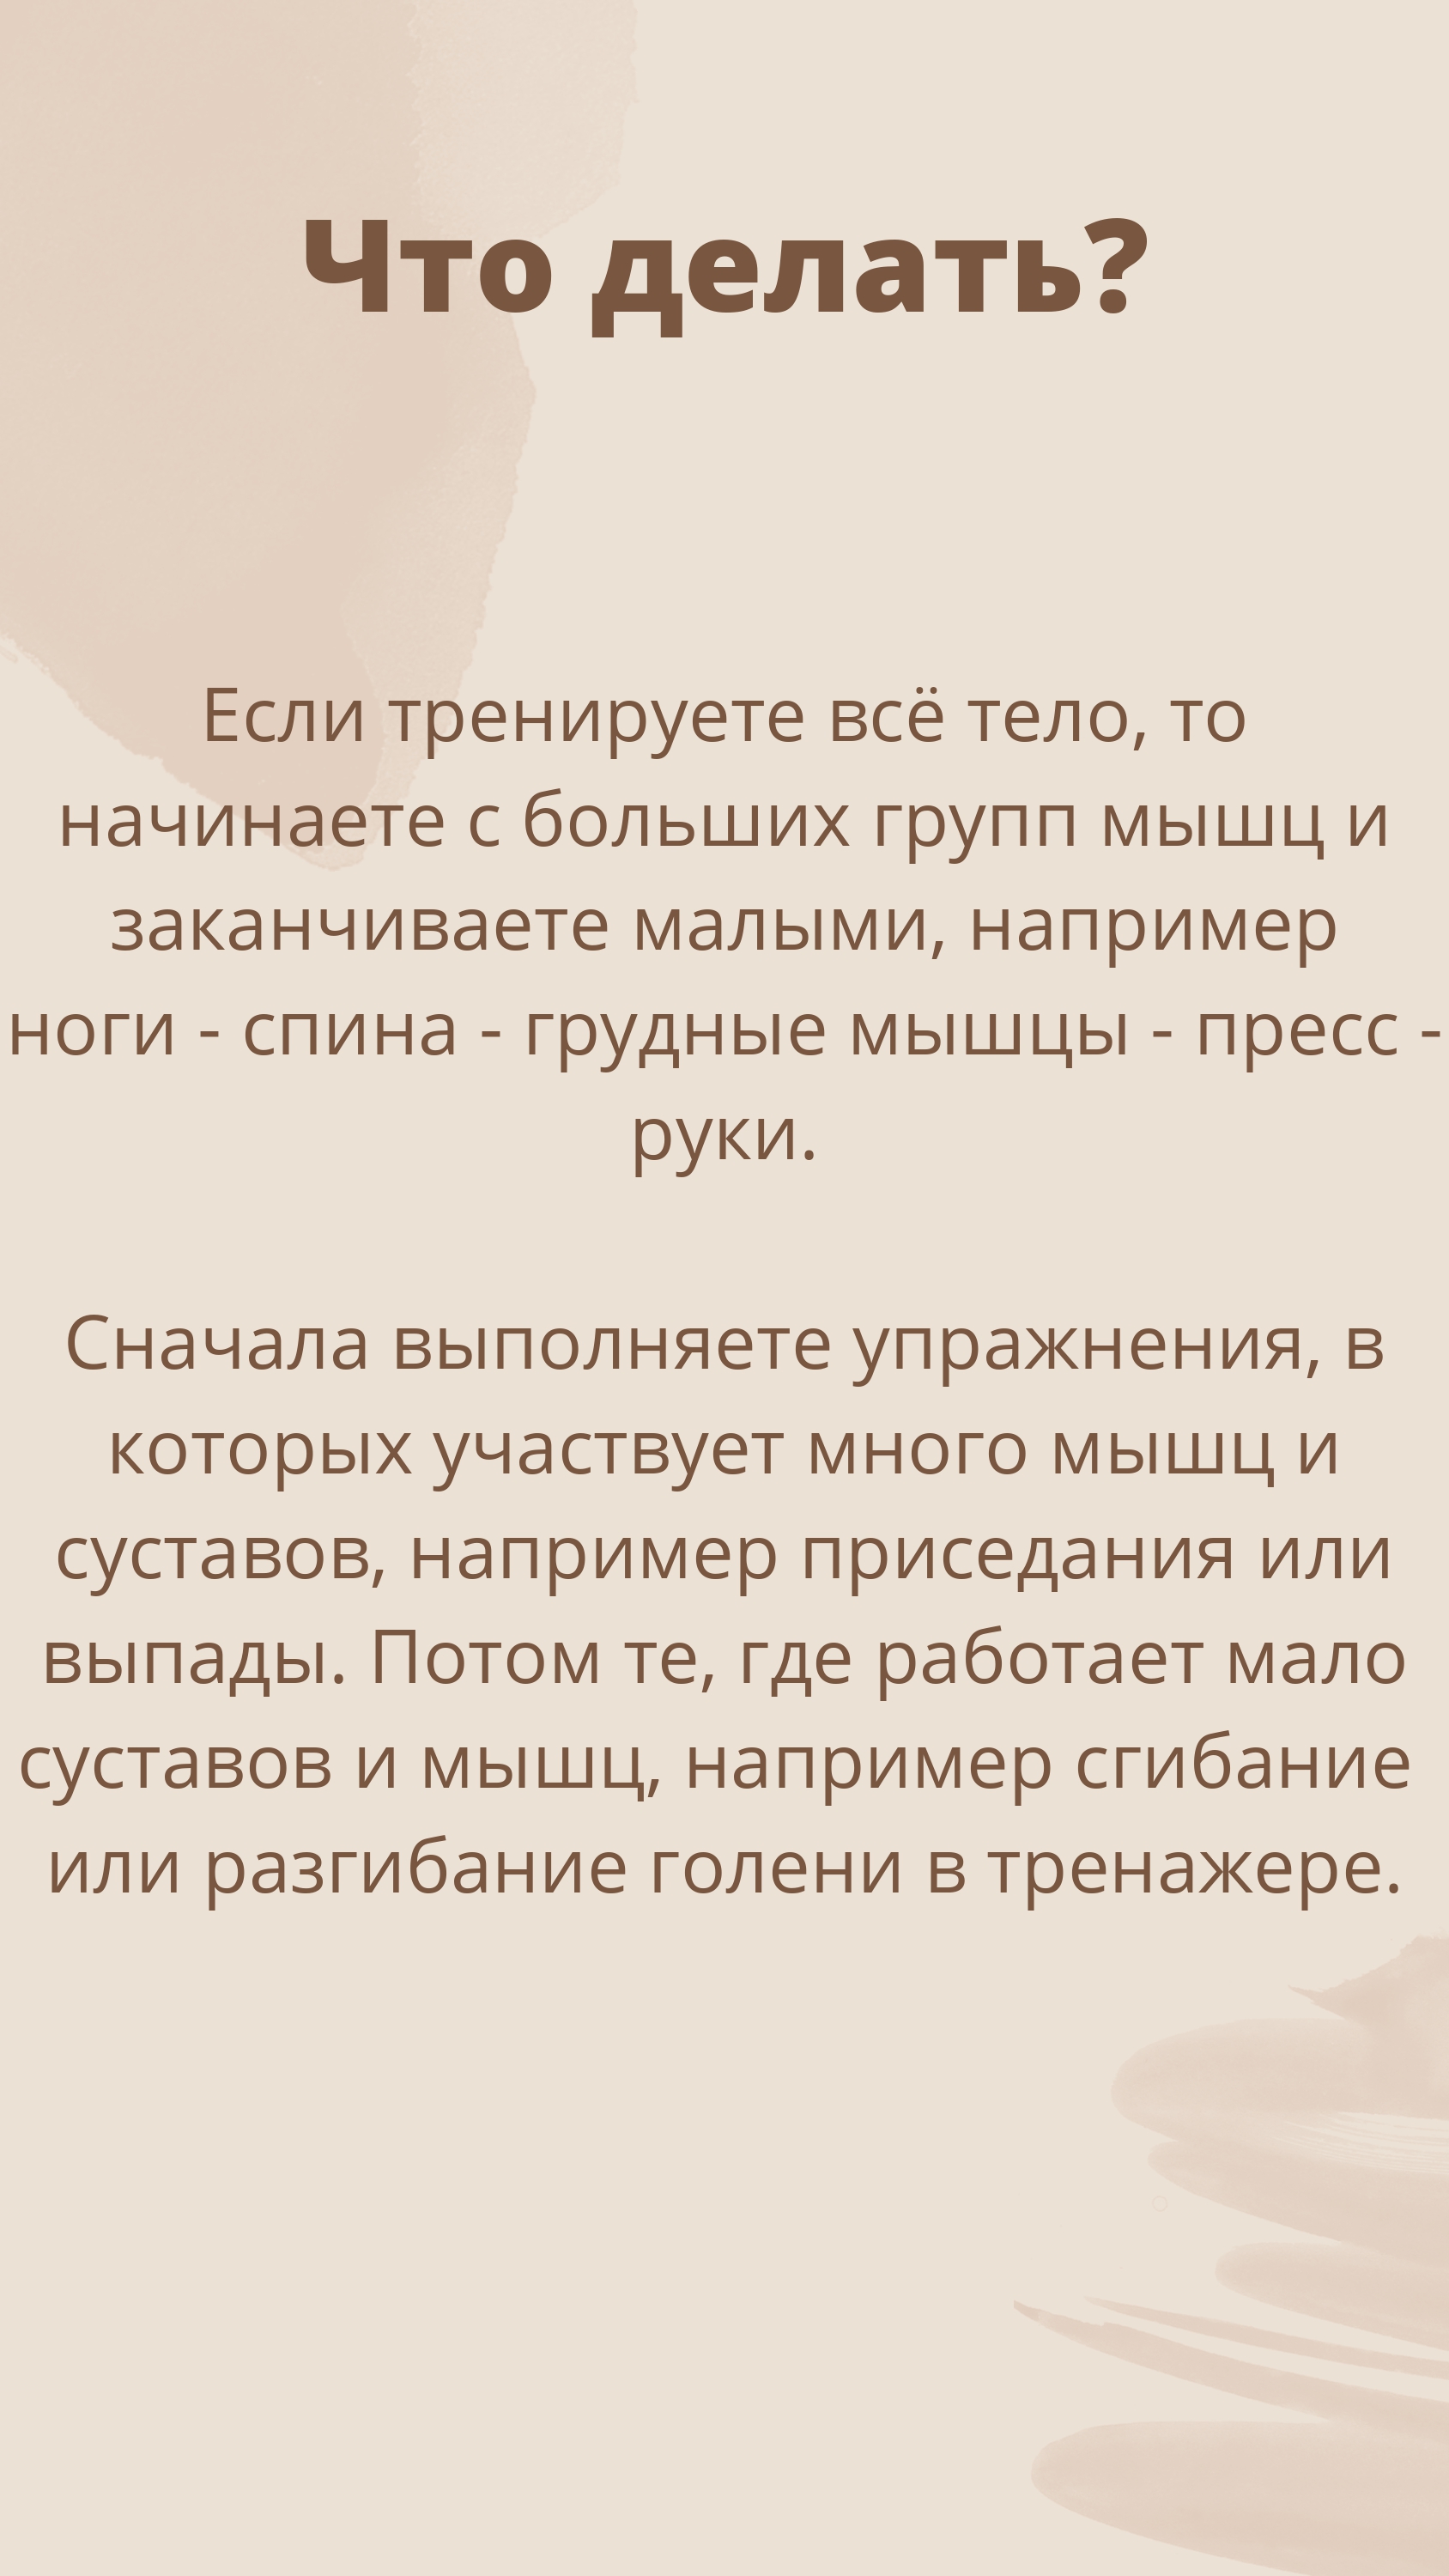 Что делать?
Если тренируете всё тело, то
начинаете с больших групп мышц и
заканчиваете малыми, например
ноги - спина - грудные мышцы - пресс -
руки.
Сначала выполняете упражнения, в
которых участвует много мышц и
суставов, например приседания или
выпады. Потом те, где работает мало
суставов и мышц, например сгибание
или разгибание голени в тренажере.